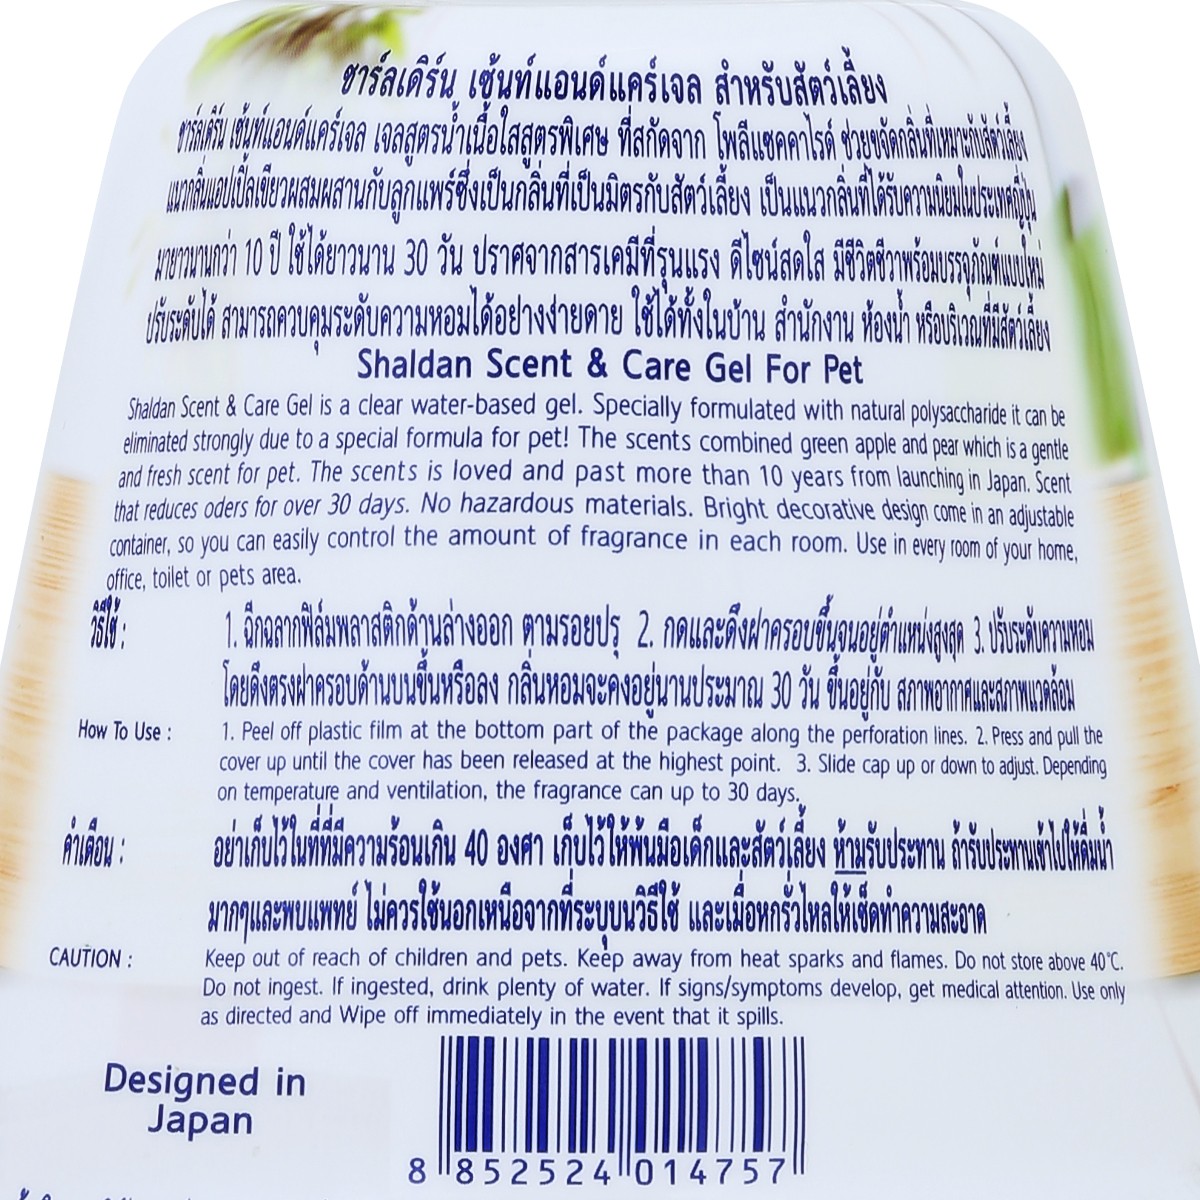 ชาร์ลเดิร์น เซ้นท์แอนด์แคร์เจล สำหรับสัตว์เลี้ยง
ชาร์ลเดิร์น เซ้นท์แอนด์แคร์เจล เจลสูตรน้ำเนื้อใสสูตรพิเศษ ที่สกัดจาก โพลีแซคคาไรด์ ช่วยขจัดกลิ่นที่เหมาะกับสัตว์เลี้ยง
แนวกลิ่นแอปเปิ้ลเขียวผสมผสานกับลูกแพร์ซึ่งเป็นกลิ่นที่เป็นมิตรกับสัตว์เลี้ยง เป็นแนวกลิ่นที่ได้รับความนิยมในประเทศญี่ปุ่น
มายาวนานกว่า 10 ปี ใช้ได้ยาวนาน 30 วัน ปราศจากสารเคมีที่รุนแรง ดีไซน์สดใส มีชีวิตชีวาพร้อมบรรจุภัณฑ์แบบใหม่
ปรับระดับได้ สามารถควบคุมระดับความหอมได้อย่างง่ายดาย ใช้ได้ทั้งในบ้าน สำนักงาน ห้องน้ำ หรือบริเวณที่มีสัตว์เลี้ยง
Shaldan Scent & Care Gel For Pet
Shaldan Scent & Care Gel is a clear water-based gel. Specially formulated with natural polysaccharide it can be
eliminated strongly due to a special formula for pet! The scents combined green apple and pear which is a gentle
and fresh scent for pet. The scents is loved and past more than 10 years from launching in Japan. Scent
that reduces oders for over 30 days. No hazardous materials. Bright decorative design come in an adjustable
container, so you can easily control the amount of fragrance in each room. Use in every room of your home,
office, toilet or pets area.
วิธีใช้ : 1. ฉีกฉลากฟิล์มพลาสติกด้านล่างออก ตามรอยปรุ 2. กดและดึงฝาครอบขึ้นจนอยู่ตำแหน่งสูงสุด 3. ปรับระดับความหอม
โดยดึงตรงฝาครอบด้านบนขึ้นหรือลง กลิ่นหอมจะคงอยู่นานประมาณ 30 วัน ขึ้นอยู่กับ สภาพอากาศและสภาพแวดล้อม
How To Use : 1. Peel off plastic film at the bottom part of the package along the perforation lines. 2. Press and pull the
cover up until the cover has been released at the highest point. 3. Slide cap up or down to adjust. Depending
on temperature and ventilation, the fragrance can up to 30 days.
คำเตือน : อย่าเก็บไว้ในที่ที่มีความร้อนเกิน 40 องศา เก็บไว้ให้พ้นมือเด็กและสัตว์เลี้ยง ห้ามรับประทาน ถ้ารับประทานเข้าไปให้ดื่มน้ำ
มากๆและพบแพทย์ ไม่ควรใช้นอกเหนือจากที่ระบุบนวิธีใช้ และเมื่อหกรั่วไหลให้เช็ดทำความสะอาด
CAUTION : Keep out of reach of children and pets. Keep away from heat sparks and flames. Do not store above 40°C.
Do not ingest. If ingested, drink plenty of water. If signs/symptoms develop, get medical attention. Use only
as directed and Wipe off immediately in the event that it spills.
Designed in
Japan
8 852524 014757